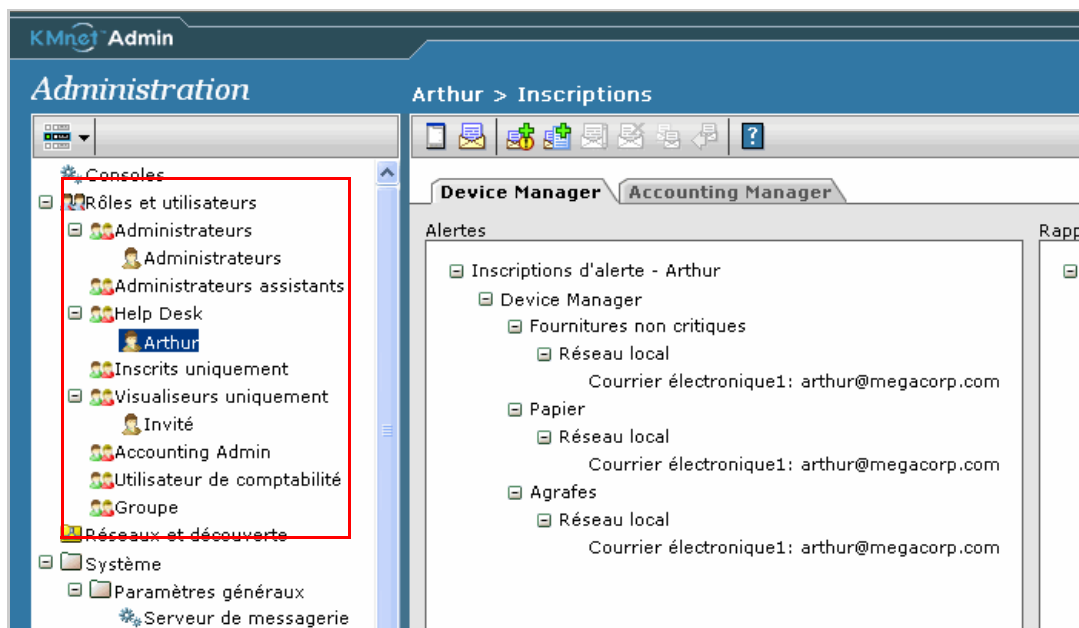 KMnet™Admin
Administration
Arthur > Inscriptions
Consoles
Rôles et utilisateurs
Administrateurs
Administrateurs
Administrateurs assistants
Help Desk
Arthur
Inscrits uniquement
Visualiseurs uniquement
Invité
Accounting Admin
Utilisateur de comptabilité
Groupe
Réseaux et découverte
Système
Paramètres généraux
Serveur de messagerie
Device Manager
Accounting Manager
Alertes
Rapp
Inscriptions d'alerte - Arthur
Device Manager
Fournitures non critiques
Réseau local
Courrier électronique1: arthur@megacorp.com
Papier
Réseau local
Courrier électronique1: arthur@megacorp.com
Agrafes
Réseau local
Courrier électronique1: arthur@megacorp.com